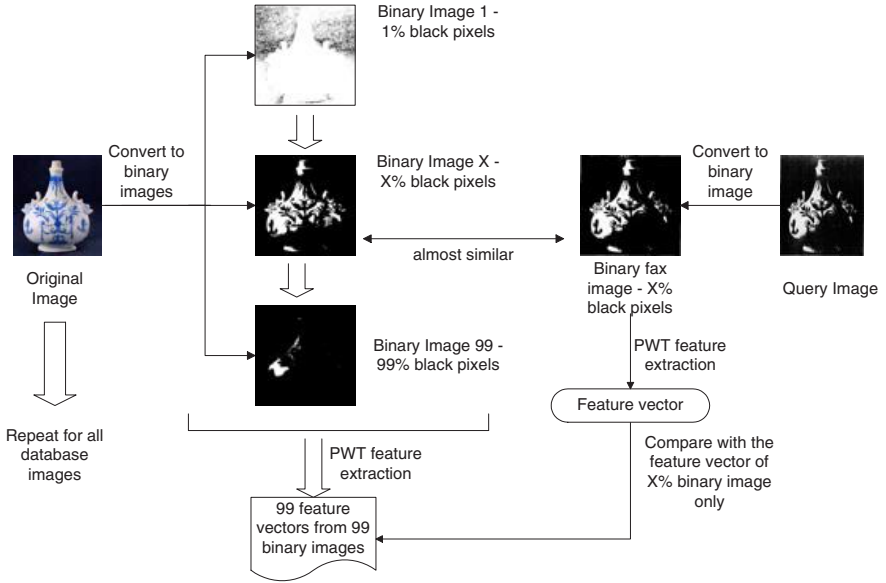 Binary Image 1 -
1% black pixels
Convert to
binary
images
Binary Image X -
X% black pixels
Convert to
binary
image
almost similar
Original
Image
Binary fax
image - X%
black pixels
Query Image
Binary Image 99 -
99% black pixels
PWT feature
extraction
Feature vector
Repeat for all
database
images
PWT feature
extraction
Compare with the
feature vector of
X% binary image
only
99 feature
vectors from 99
binary images